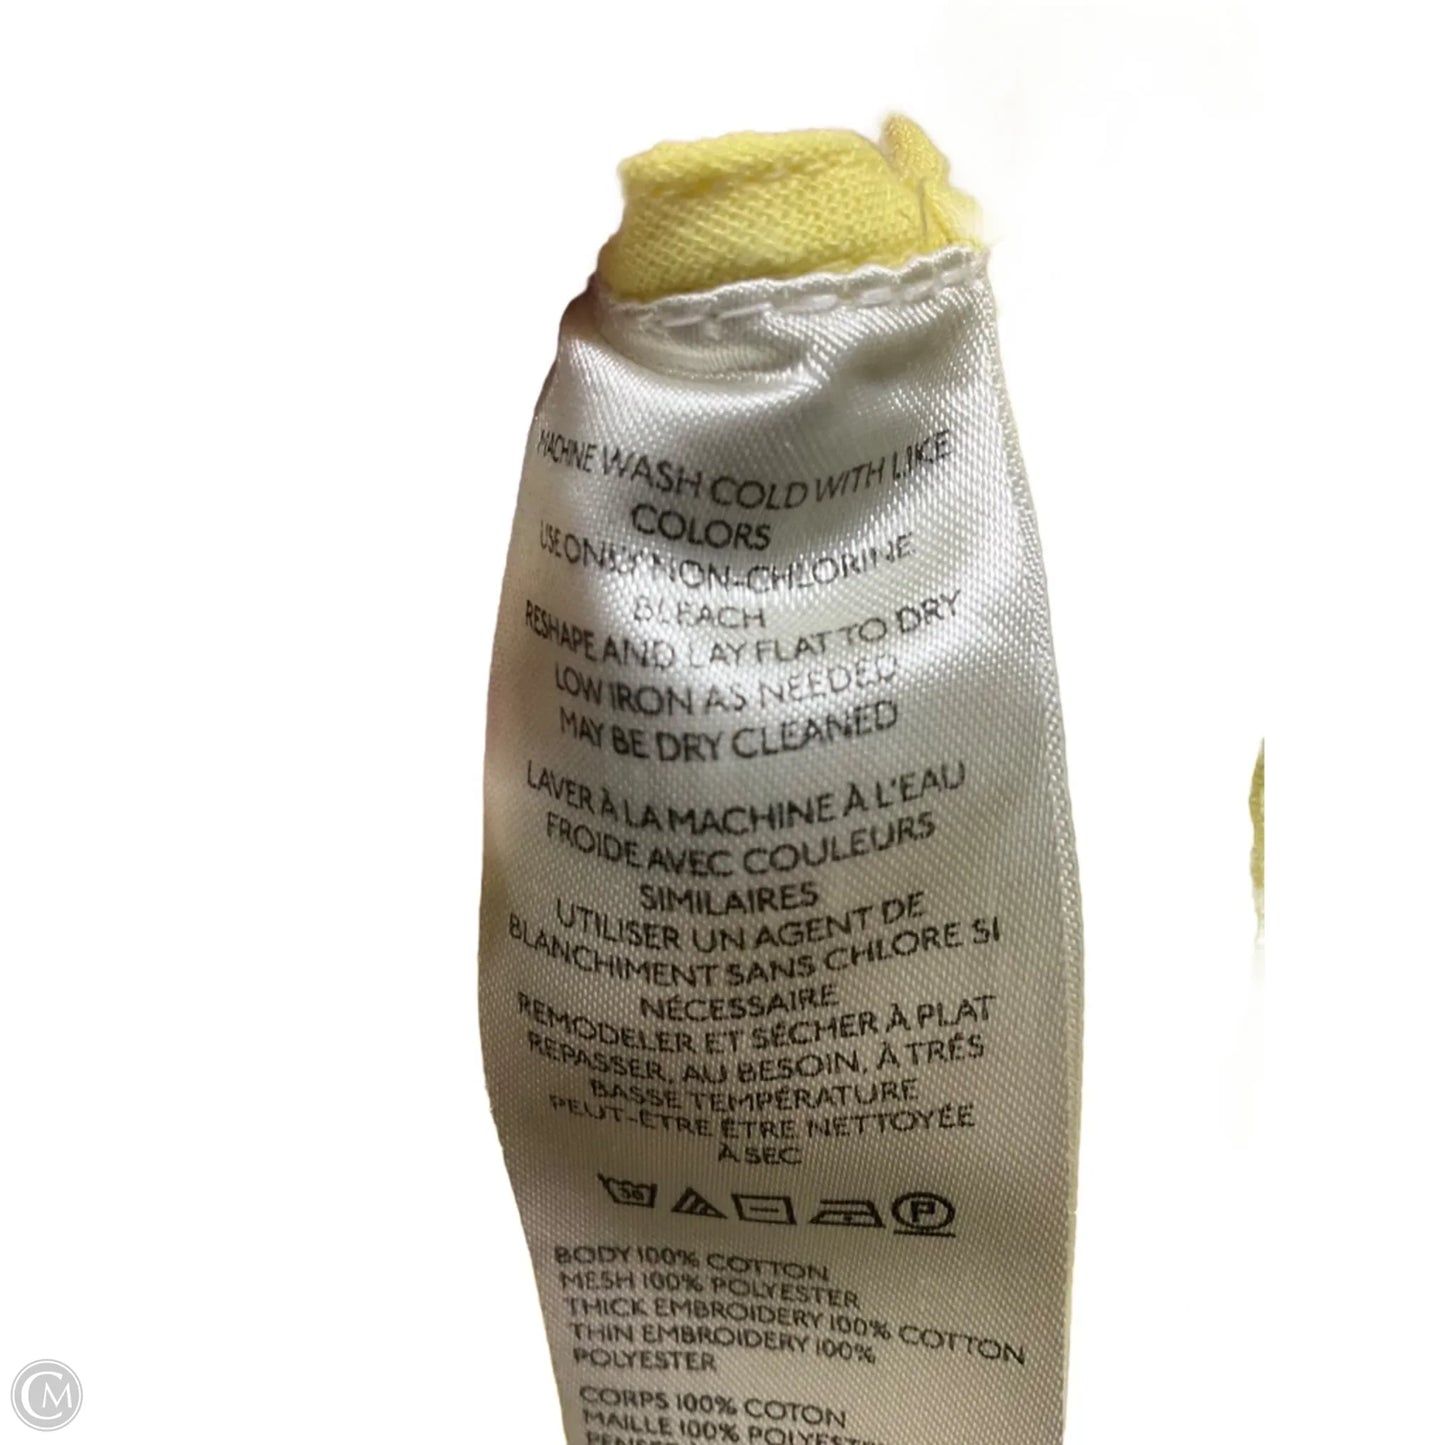 MACHINE WASH COLD WITH LIKE
COLORS
USE ONLY NON-CHLORINE
BLEACH
RESHAPE AND LAY FLAT TO DRY
LOW IRON AS NEEDED
MAY BE DRY CLEANED
LAVER À LA MACHINE À L'EAU
FROIDE AVEC COULEURS
SIMILAIRES
UTILISER UN AGENT DE
BLANCHIMENT SANS CHLORE SI
NÉCESSAIRE
REMODELER ET SÉCHER À PLAT
REPASSER, AU BESOIN, À TRÉS
BASSE TEMPÉRATURE
PEUT-ÊTRE ÊTRE NETTOYÉE
À SEC
30
P
BODY 100% COTTON
MESH 100% POLYESTER
THICK EMBROIDERY 100% COTTON
THIN EMBROIDERY 100%
POLYESTER
CORPS 100% COTON
MAILLE 100% POLYESTER
CM